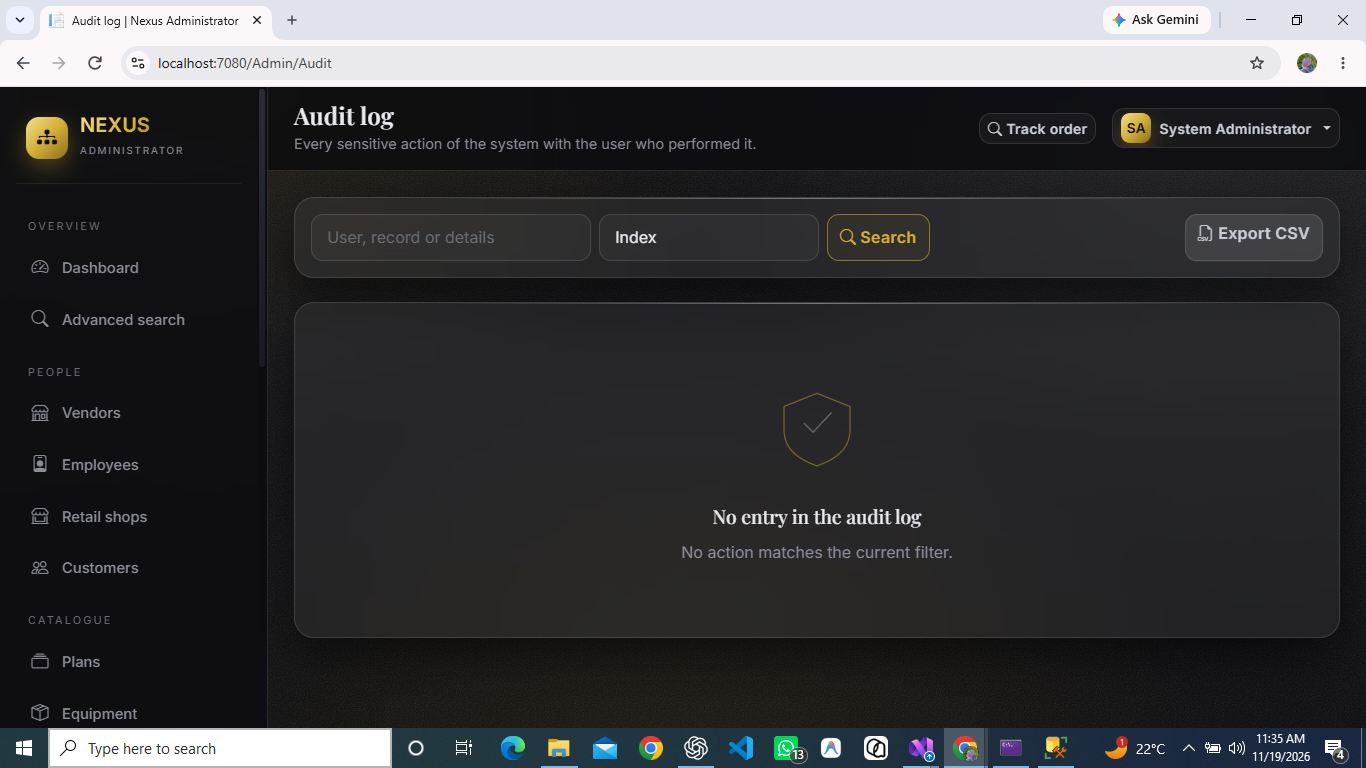 Audit log | Nexus Administrator
Ask Gemini
localhost:7080/Admin/Audit
NEXUS
ADMINISTRATOR
OVERVIEW
Dashboard
Advanced search
PEOPLE
Vendors
Employees
Retail shops
Customers
CATALOGUE
Plans
Equipment
Audit log
Every sensitive action of the system with the user who performed it.
Track order
SA
System Administrator
User, record or details
Index
Search
CSV
Export CSV
No entry in the audit log
No action matches the current filter.
Type here to search
13
1
22°C
11:35 AM
11/19/2026
4